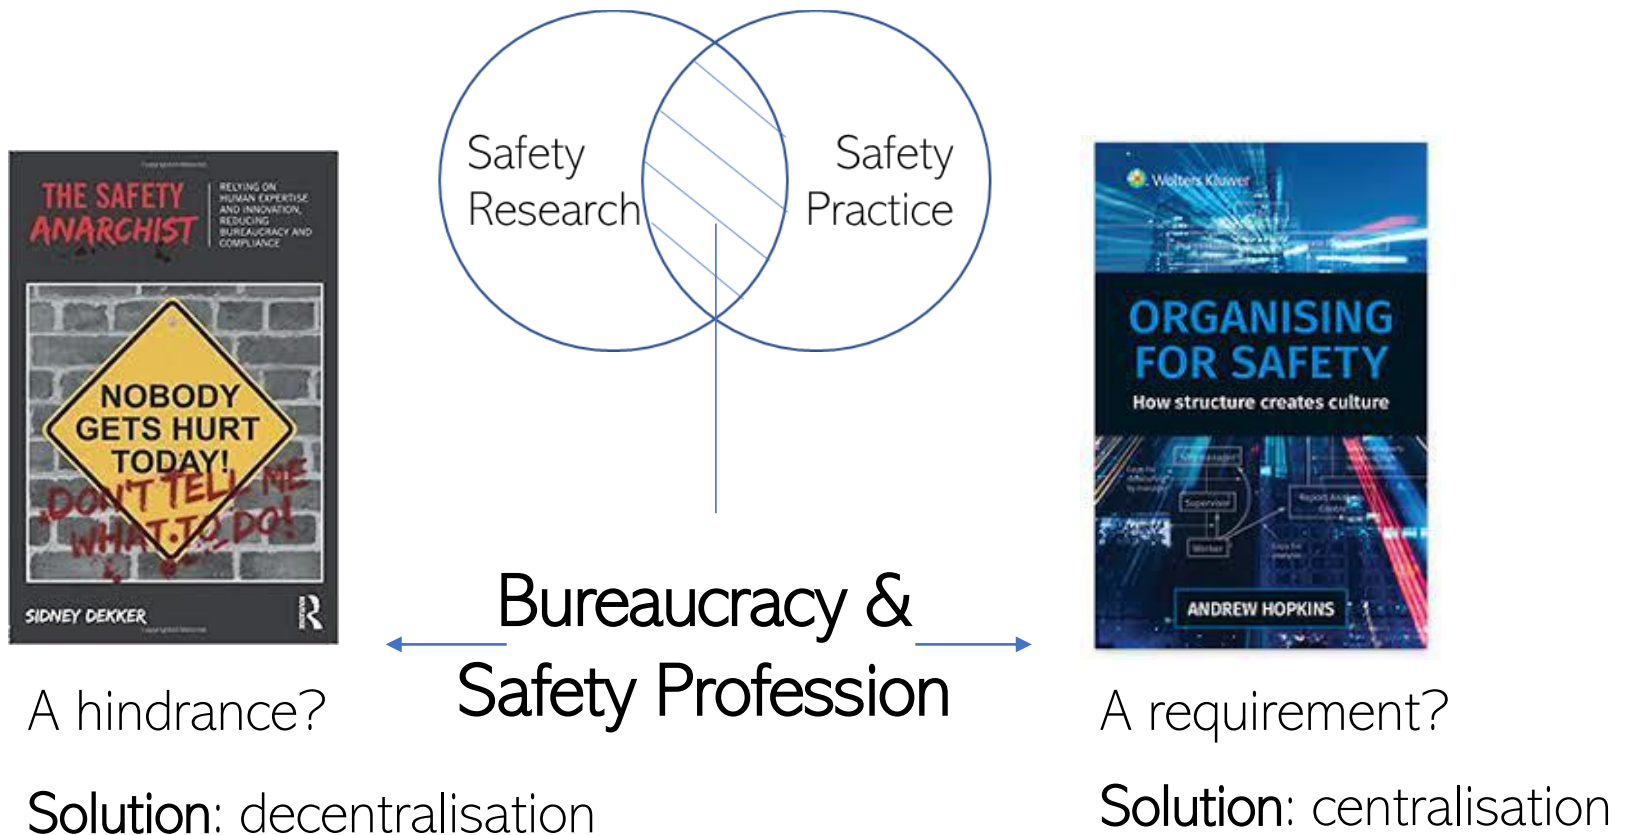 Safety
Research
Safety
Practice
THE SAFETY
ANARCHIST
RELYING ON
HUMAN EXPERTISE
AND INNOVATION,
REDUCING
BUREAUCRACY AND
COMPLIANCE
NOBODY
GETS HURT
TODAY!
DON'T TELL ME
WHAT TO DO!
SIDNEY DEKKER
R
Wolters Kluwer
ORGANISING
FOR SAFETY
How structure creates culture
Supervisor
Worker
ANDREW HOPKINS
Bureaucracy &
Safety Profession
A hindrance?
Solution: decentralisation
A requirement?
Solution: centralisation